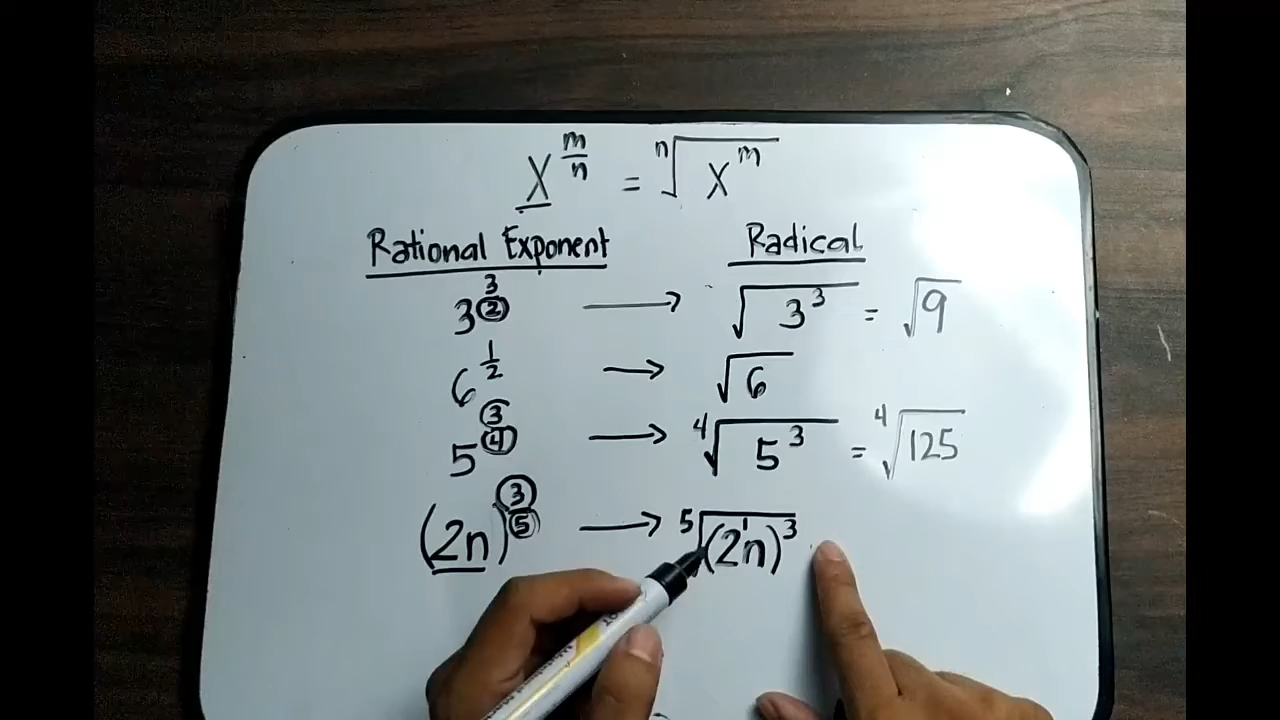 x^(m/n) = ⁿ√(x^m)
Rational Exponent Radical
3^(3/2) → √(3³) = √9
6^(1/2) → √6
5^(3/4) → ⁴√(5³) = ⁴√125
(2n)^(3/5) → ⁵√((2¹n)³)